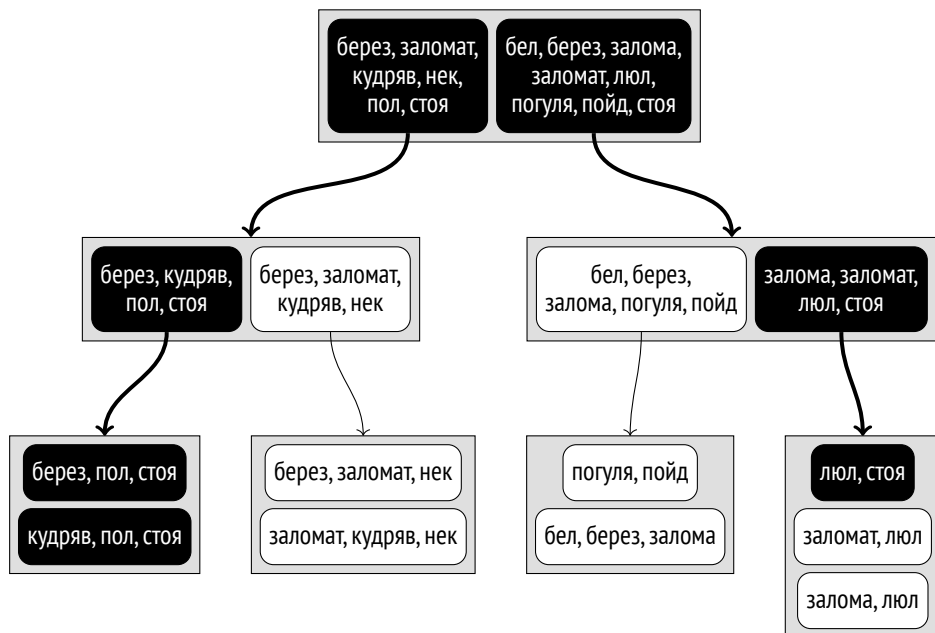 берез, заломат,
кудряв, нек,
пол, стоя
бел, берез, залома,
заломат, люл,
погуля, пойд, стоя
берез, кудряв,
пол, стоя
берез, заломат,
кудряв, нек
бел, берез,
залома, погуля, пойд
залома, заломат,
люл, стоя
берез, пол, стоя
кудряв, пол, стоя
берез, заломат, нек
заломат, кудряв, нек
погуля, пойд
бел, берез, залома
люл, стоя
заломат, люл
залома, люл